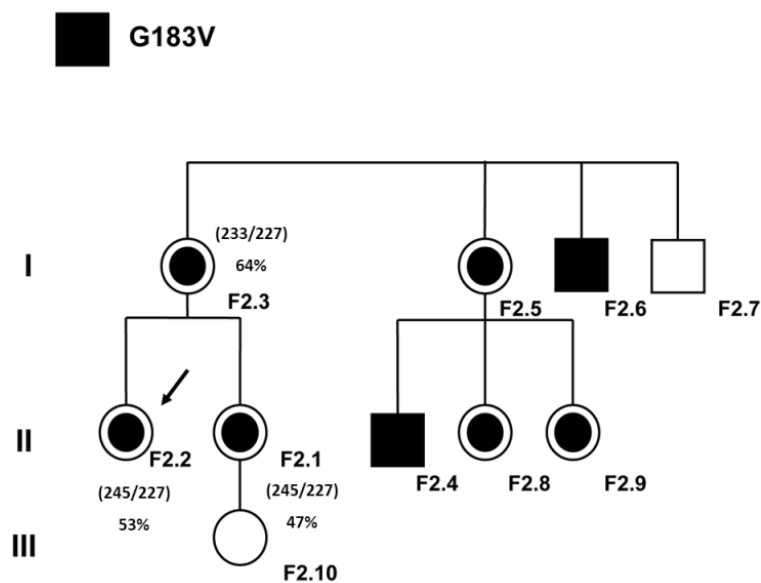 G183V
I
(233/227)
64%
F2.3
F2.5
F2.6
F2.7
II
F2.2
(245/227)
53%
F2.1
(245/227)
47%
F2.4
F2.8
F2.9
III
F2.10